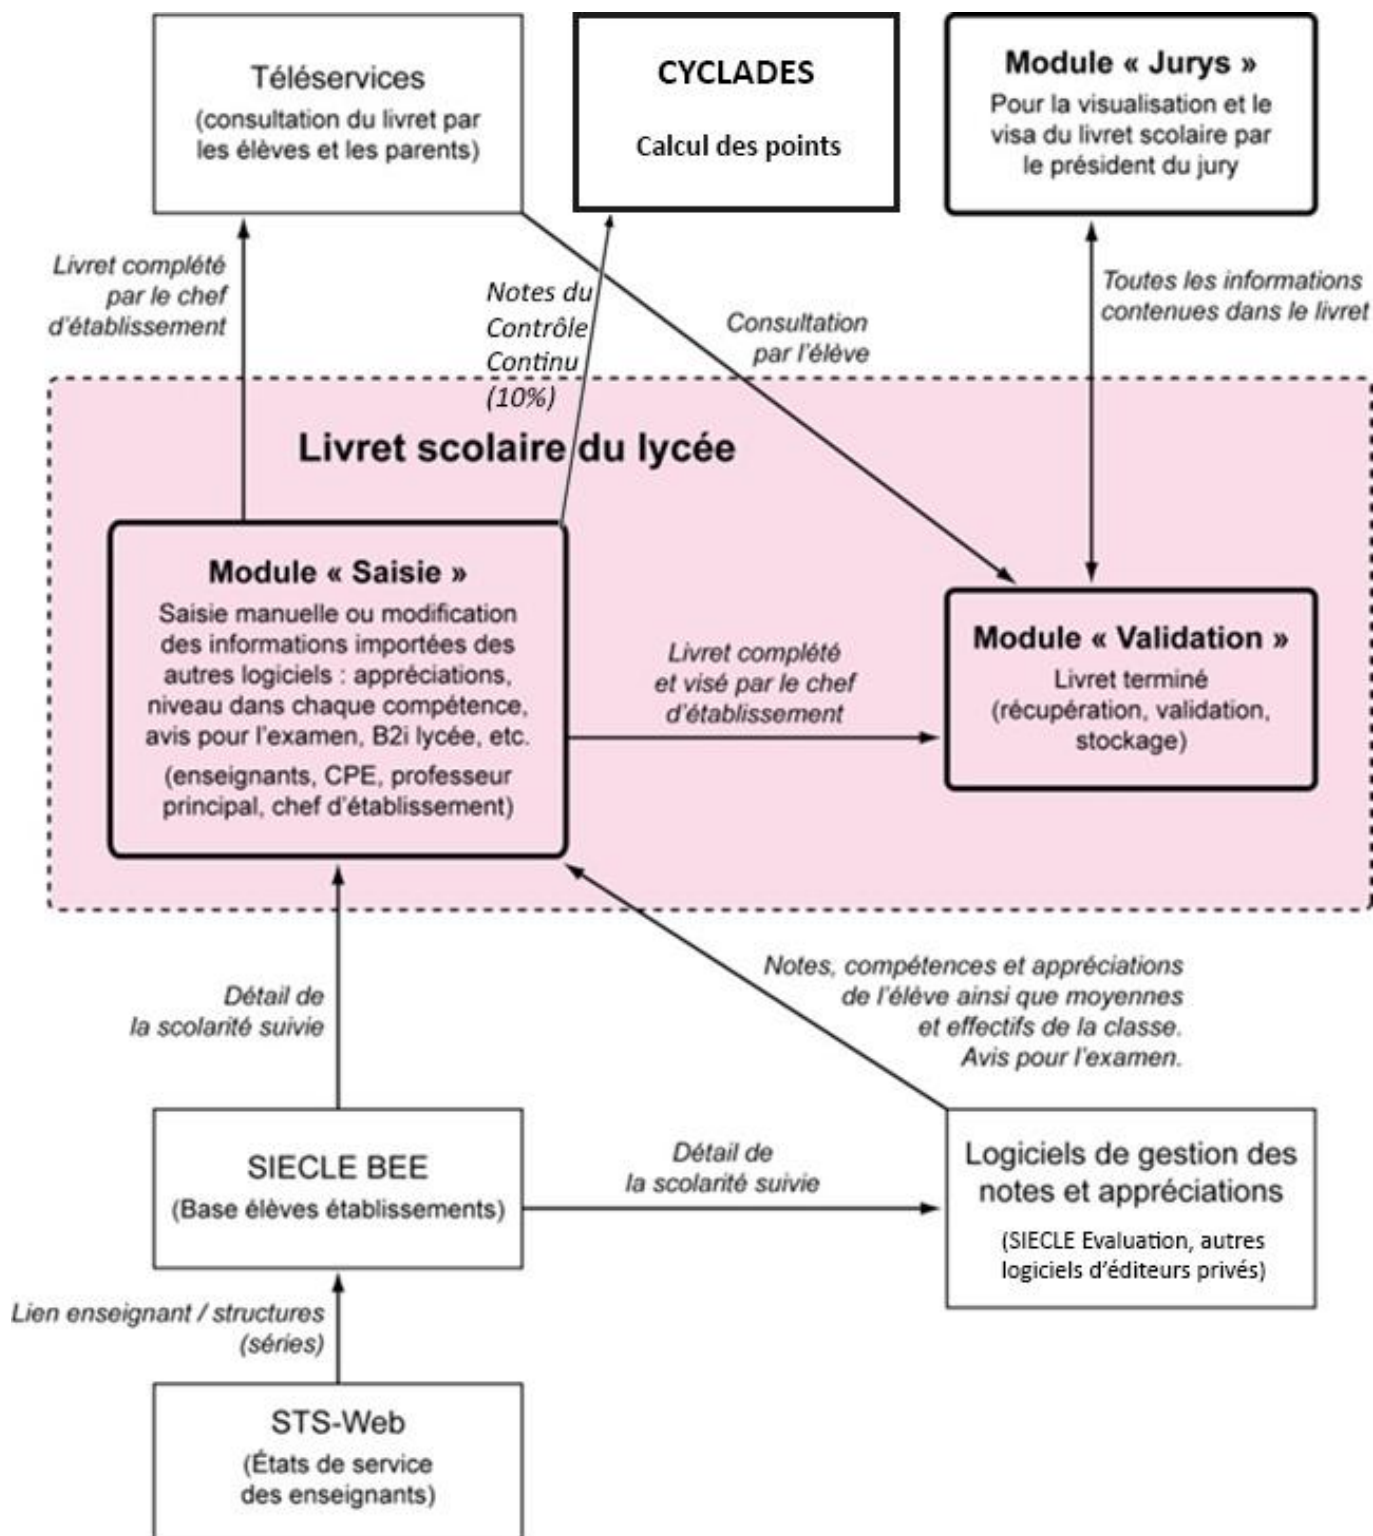 Téléservices
(consultation du livret par
les élèves et les parents)
CYCLADES
Calcul des points
Module « Jurys »
Pour la visualisation et le
visa du livret scolaire par
le président du jury
Livret complété
par le chef
d'établissement
Notes du
Contrôle
Continu
(10%)
Consultation
par l'élève
Toutes les informations
contenues dans le livret
Livret scolaire du lycée
Module « Saisie »
Saisie manuelle ou modification
des informations importées des
autres logiciels : appréciations,
niveau dans chaque compétence,
avis pour l'examen, B2i lycée, etc.
(enseignants, CPE, professeur
principal, chef d'établissement)
Livret complété
et visé par le chef
d'établissement
Module « Validation »
Livret terminé
(récupération, validation,
stockage)
Détail de
la scolarité suivie
Notes, compétences et appréciations
de l'élève ainsi que moyennes
et effectifs de la classe.
Avis pour l'examen.
SIECLE BEE
(Base élèves établissements)
Détail de
la scolarité suivie
Logiciels de gestion des
notes et appréciations
(SIECLE Evaluation, autres
logiciels d’éditeurs privés)
Lien enseignant / structures
(séries)
STS-Web
(États de service
des enseignants)